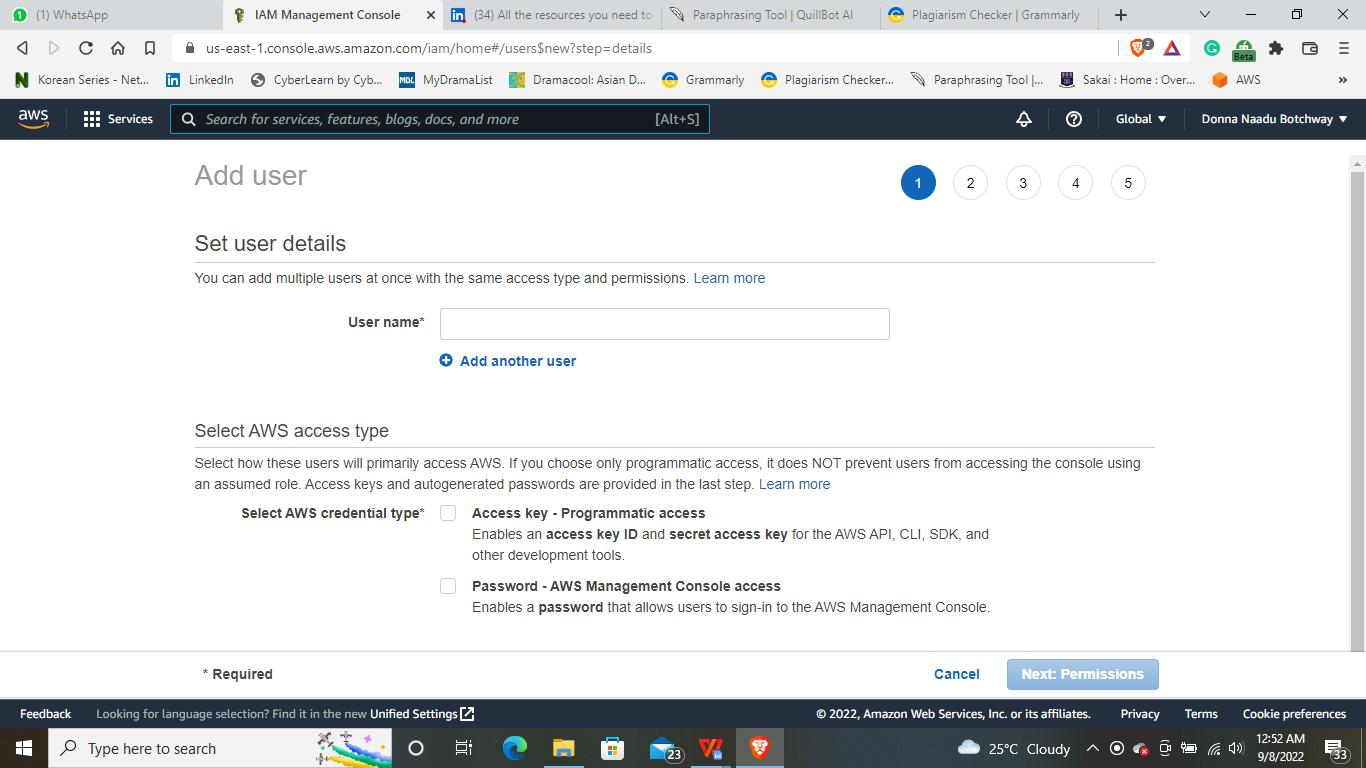 (1) WhatsApp
IAM Management Console
(34) All the resources you need to
Paraphrasing Tool | QuillBot AI
Plagiarism Checker | Grammarly
us-east-1.console.aws.amazon.com/iam/home#/users$new?step=details
2
Beta
Korean Series - Net...
LinkedIn
CyberLearn by Cyb...
MyDramaList
Dramacool: Asian D...
Grammarly
Plagiarism Checker...
Paraphrasing Tool |...
Sakai : Home : Over...
AWS
aws
Services
Search for services, features, blogs, docs, and more
[Alt+S]
Global
Donna Naadu Botchway
Add user
1
2
3
4
5
Set user details
You can add multiple users at once with the same access type and permissions. Learn more
User name*
Add another user
Select AWS access type
Select how these users will primarily access AWS. If you choose only programmatic access, it does NOT prevent users from accessing the console using
an assumed role. Access keys and autogenerated passwords are provided in the last step. Learn more
Select AWS credential type*
Access key - Programmatic access
Enables an access key ID and secret access key for the AWS API, CLI, SDK, and
other development tools.
Password - AWS Management Console access
Enables a password that allows users to sign-in to the AWS Management Console.
* Required
Cancel
Next: Permissions
Feedback
Looking for language selection? Find it in the new Unified Settings
© 2022, Amazon Web Services, Inc. or its affiliates.
Privacy
Terms
Cookie preferences
Type here to search
23
25°C Cloudy
12:52 AM
9/8/2022
33